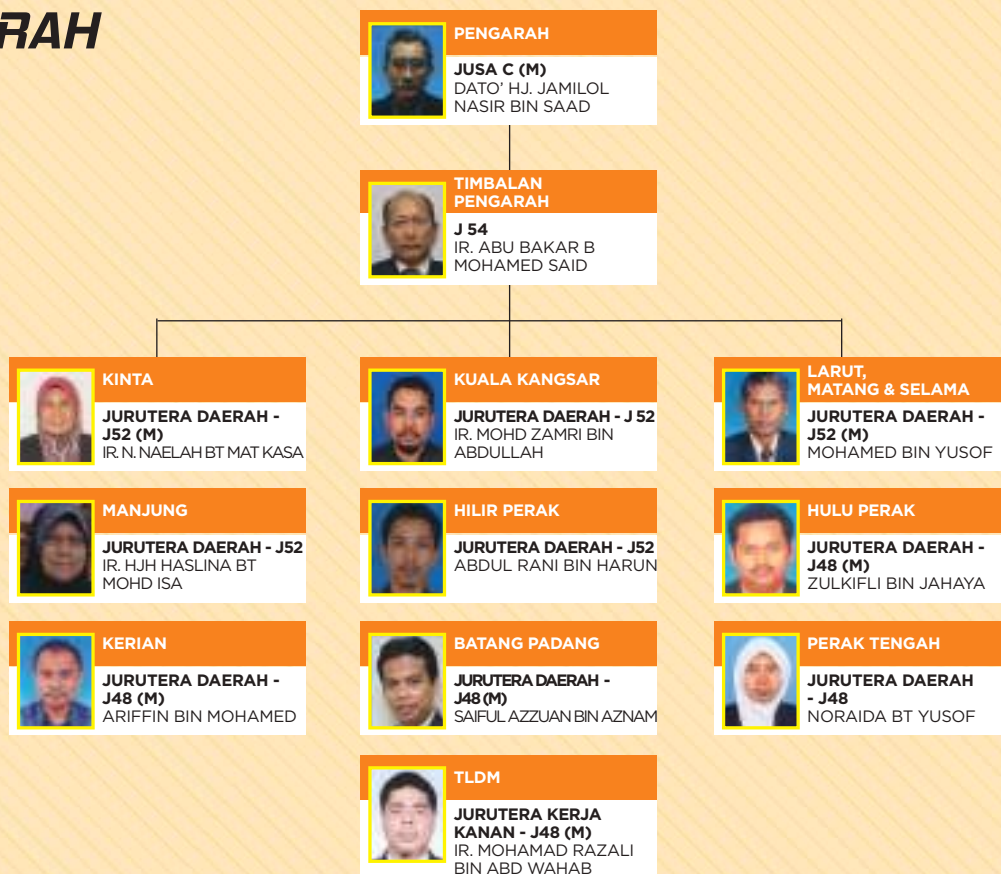 RAH
PENGARAH
JUSA C (M)
DATO' HJ. JAMILOL
NASIR BIN SAAD
TIMBALAN
PENGARAH
J 54
IR. ABU BAKAR B
MOHAMED SAID
KINTA
JURUTERA DAERAH -
J52 (M)
IR. N. NAELAH BT MAT KASA
KUALA KANGSAR
JURUTERA DAERAH - J 52
IR. MOHD ZAMRI BIN
ABDULLAH
LARUT,
MATANG & SELAMA
JURUTERA DAERAH -
J52 (M)
MOHAMED BIN YUSOF
MANJUNG
JURUTERA DAERAH - J52
IR. HJH HASLINA BT
MOHD ISA
HILIR PERAK
JURUTERA DAERAH - J52
ABDUL RANI BIN HARUN
HULU PERAK
JURUTERA DAERAH -
J48 (M)
ZULKIFLI BIN JAHAYA
KERIAN
JURUTERA DAERAH -
J48 (M)
ARIFFIN BIN MOHAMED
BATANG PADANG
JURUTERA DAERAH -
J48 (M)
SAIFUL AZZUAN BIN AZNAM
PERAK TENGAH
JURUTERA DAERAH
- J48
NORAIDA BT YUSOF
TLDM
JURUTERA KERJA
KANAN - J48 (M)
IR. MOHAMAD RAZALI
BIN ABD WAHAB